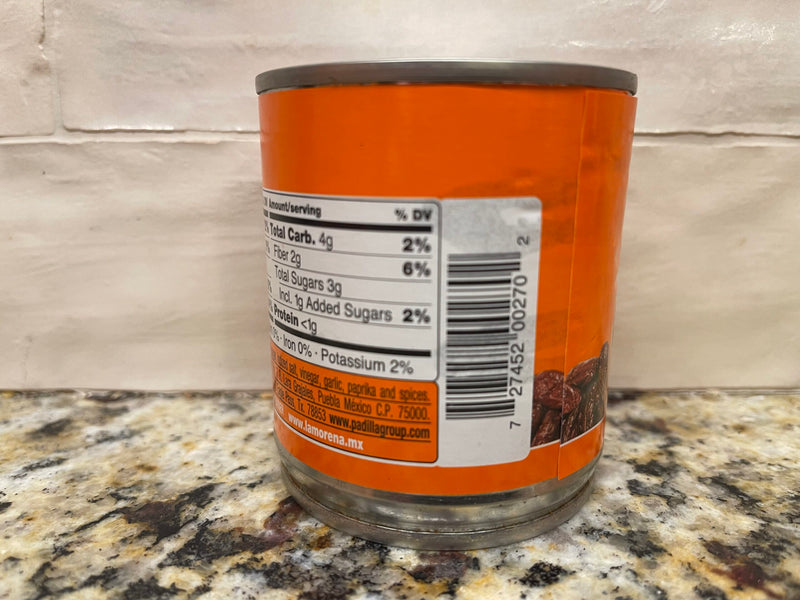 Amount/serving % DV
Total Carb. 4g 2%
Fiber 2g 6%
Total Sugars 3g
Incl. 1g Added Sugars 2%
Protein <1g
Iron 0% · Potassium 2%
salt, vinegar, garlic, paprika and spices.
Grajales, Puebla México C.P. 75000.
Tx. 78853 www.padillagroup.com
www.lamorena.mx
7 27452 00270 2